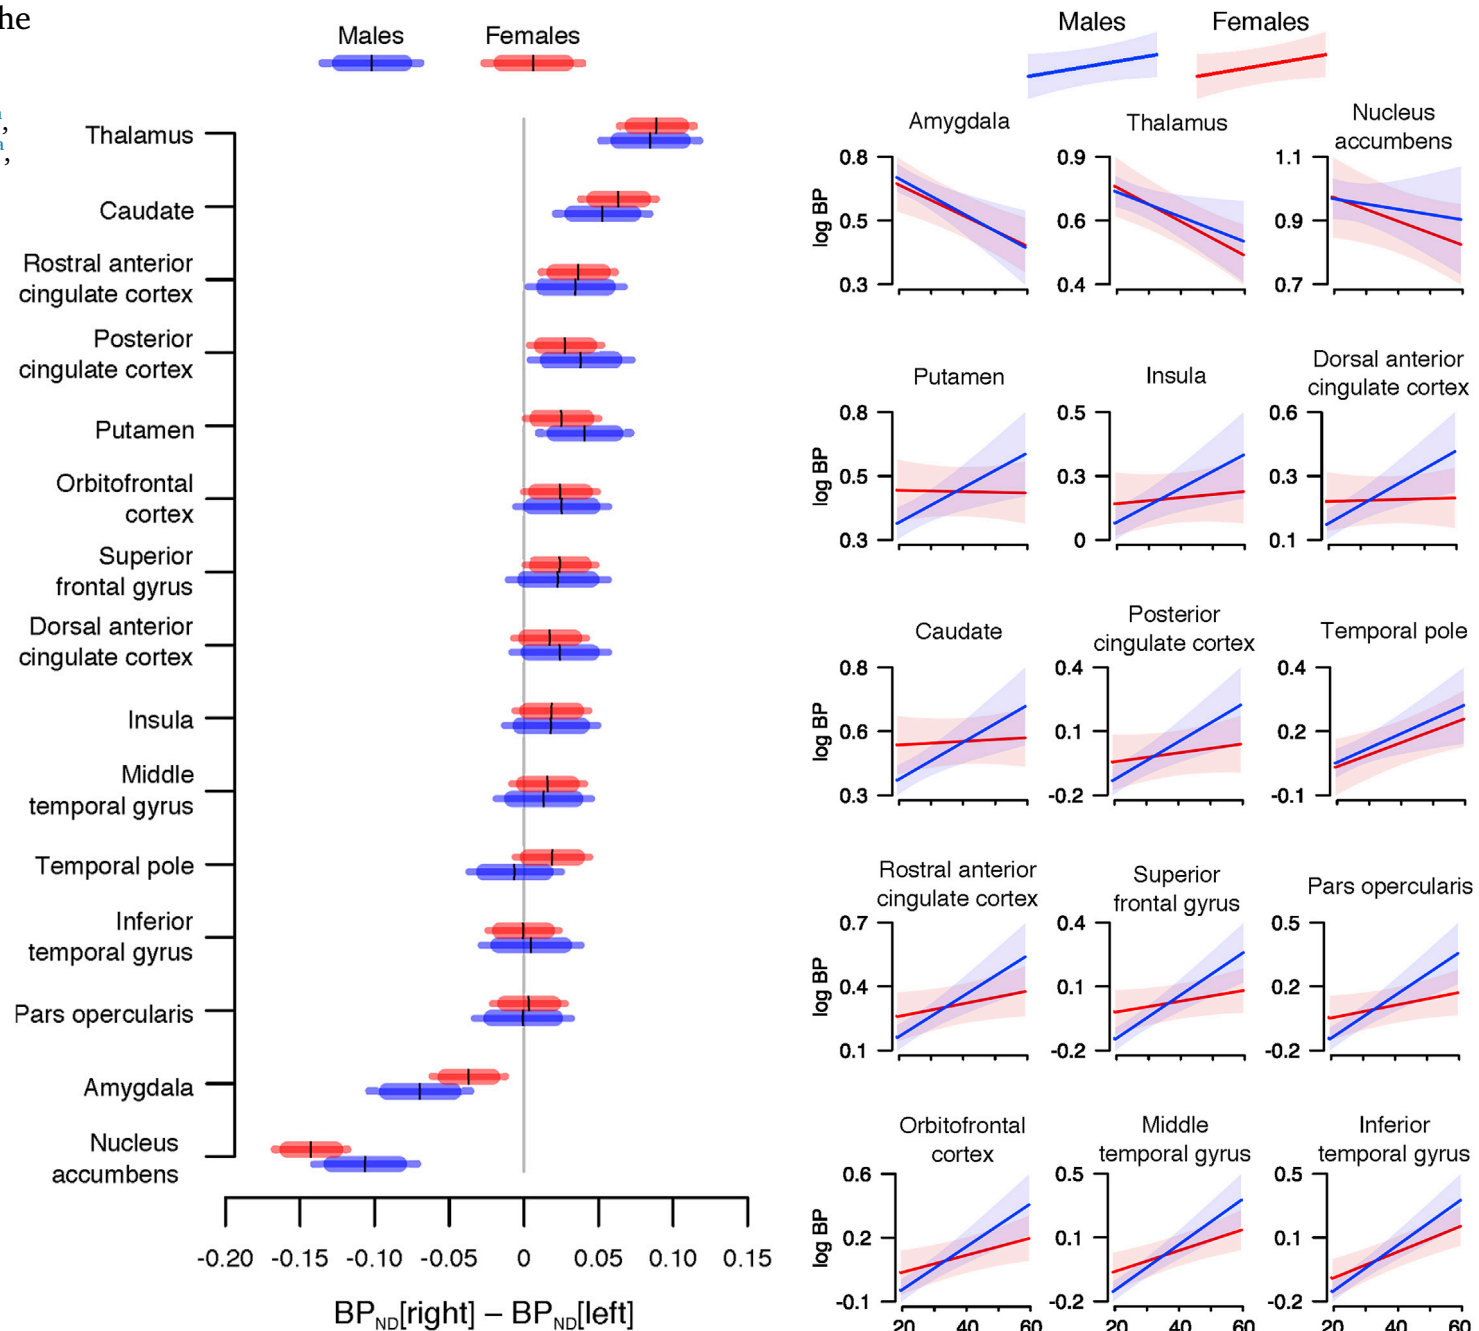 he
,
a,
Males Females
Thalamus
Caudate
Rostral anterior
cingulate cortex
Posterior
cingulate cortex
Putamen
Orbitofrontal
cortex
Superior
frontal gyrus
Dorsal anterior
cingulate cortex
Insula
Middle
temporal gyrus
Temporal pole
Inferior
temporal gyrus
Pars opercularis
Amygdala
Nucleus
accumbens
-0.20 -0.15 -0.10 -0.05 0 0.05 0.10 0.15
BP_ND[right] – BP_ND[left]
Males Females
Amygdala
0.8
0.5
0.3
log BP
Thalamus
0.9
0.6
0.4
Nucleus
accumbens
1.1
0.9
0.7
Putamen
0.8
0.5
0.3
log BP
Insula
0.5
0.3
0
Dorsal anterior
cingulate cortex
0.6
0.3
0.1
Caudate
0.8
0.6
0.3
log BP
Posterior
cingulate cortex
0.4
0.1
-0.2
Temporal pole
0.4
0.2
-0.1
Rostral anterior
cingulate cortex
0.7
0.4
0.1
log BP
Superior
frontal gyrus
0.4
0.1
-0.2
Pars opercularis
0.5
0.2
-0.2
Orbitofrontal
cortex
0.6
0.2
-0.1
log BP
20 40 60
Middle
temporal gyrus
0.5
0.1
-0.2
20 40 60
Inferior
temporal gyrus
0.5
0.1
-0.2
20 40 60